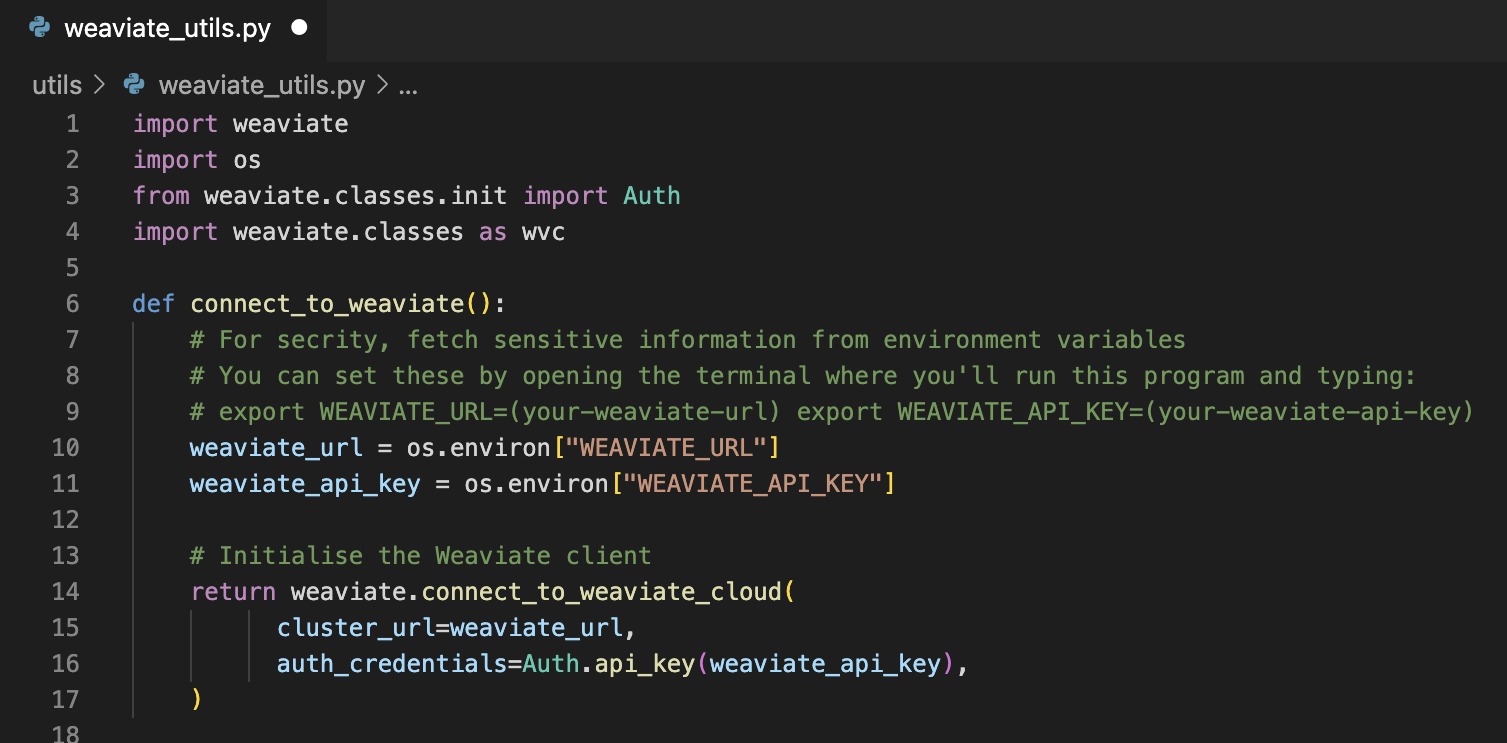 weaviate_utils.py
utils > weaviate_utils.py > ...
1 import weaviate
2 import os
3 from weaviate.classes.init import Auth
4 import weaviate.classes as wvc
5
6 def connect_to_weaviate():
7     # For secrity, fetch sensitive information from environment variables
8     # You can set these by opening the terminal where you'll run this program and typing:
9     # export WEAVIATE_URL=(your-weaviate-url) export WEAVIATE_API_KEY=(your-weaviate-api-key)
10     weaviate_url = os.environ["WEAVIATE_URL"]
11     weaviate_api_key = os.environ["WEAVIATE_API_KEY"]
12
13     # Initialise the Weaviate client
14     return weaviate.connect_to_weaviate_cloud(
15           cluster_url=weaviate_url,
16           auth_credentials=Auth.api_key(weaviate_api_key),
17     )
18